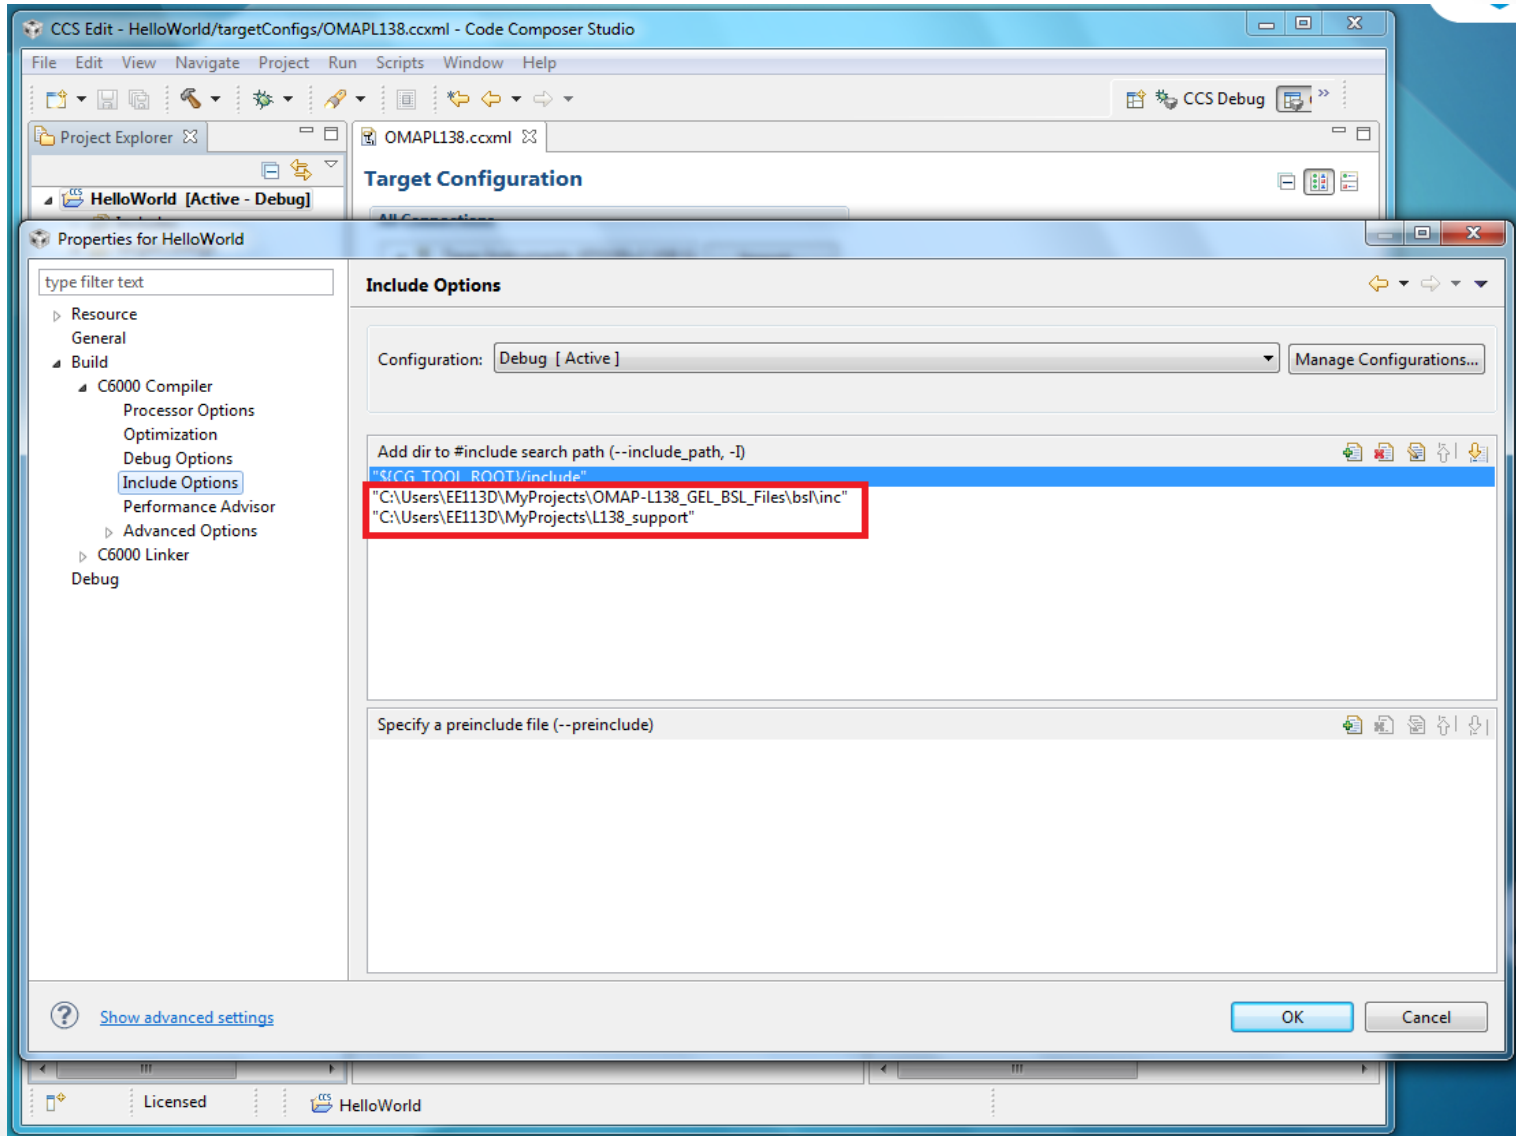 CCS Edit - HelloWorld/targetConfigs/OMAPL138.ccxml - Code Composer Studio
File Edit View Navigate Project Run Scripts Window Help
CCS Debug
Project Explorer
OMAPL138.ccxml
Target Configuration
HelloWorld [Active - Debug]
All Connections
Properties for HelloWorld
type filter text
Include Options
Resource
General
Build
C6000 Compiler
Processor Options
Optimization
Debug Options
Include Options
Performance Advisor
Advanced Options
C6000 Linker
Debug
Configuration:
Debug [ Active ]
Manage Configurations...
Add dir to #include search path (--include_path, -I)
"${CG_TOOL_ROOT}/include"
"C:\Users\EE113D\MyProjects\OMAP-L138_GEL_BSL_Files\bsl\inc"
"C:\Users\EE113D\MyProjects\L138_support"
Specify a preinclude file (--preinclude)
Show advanced settings
OK
Cancel
Licensed
HelloWorld